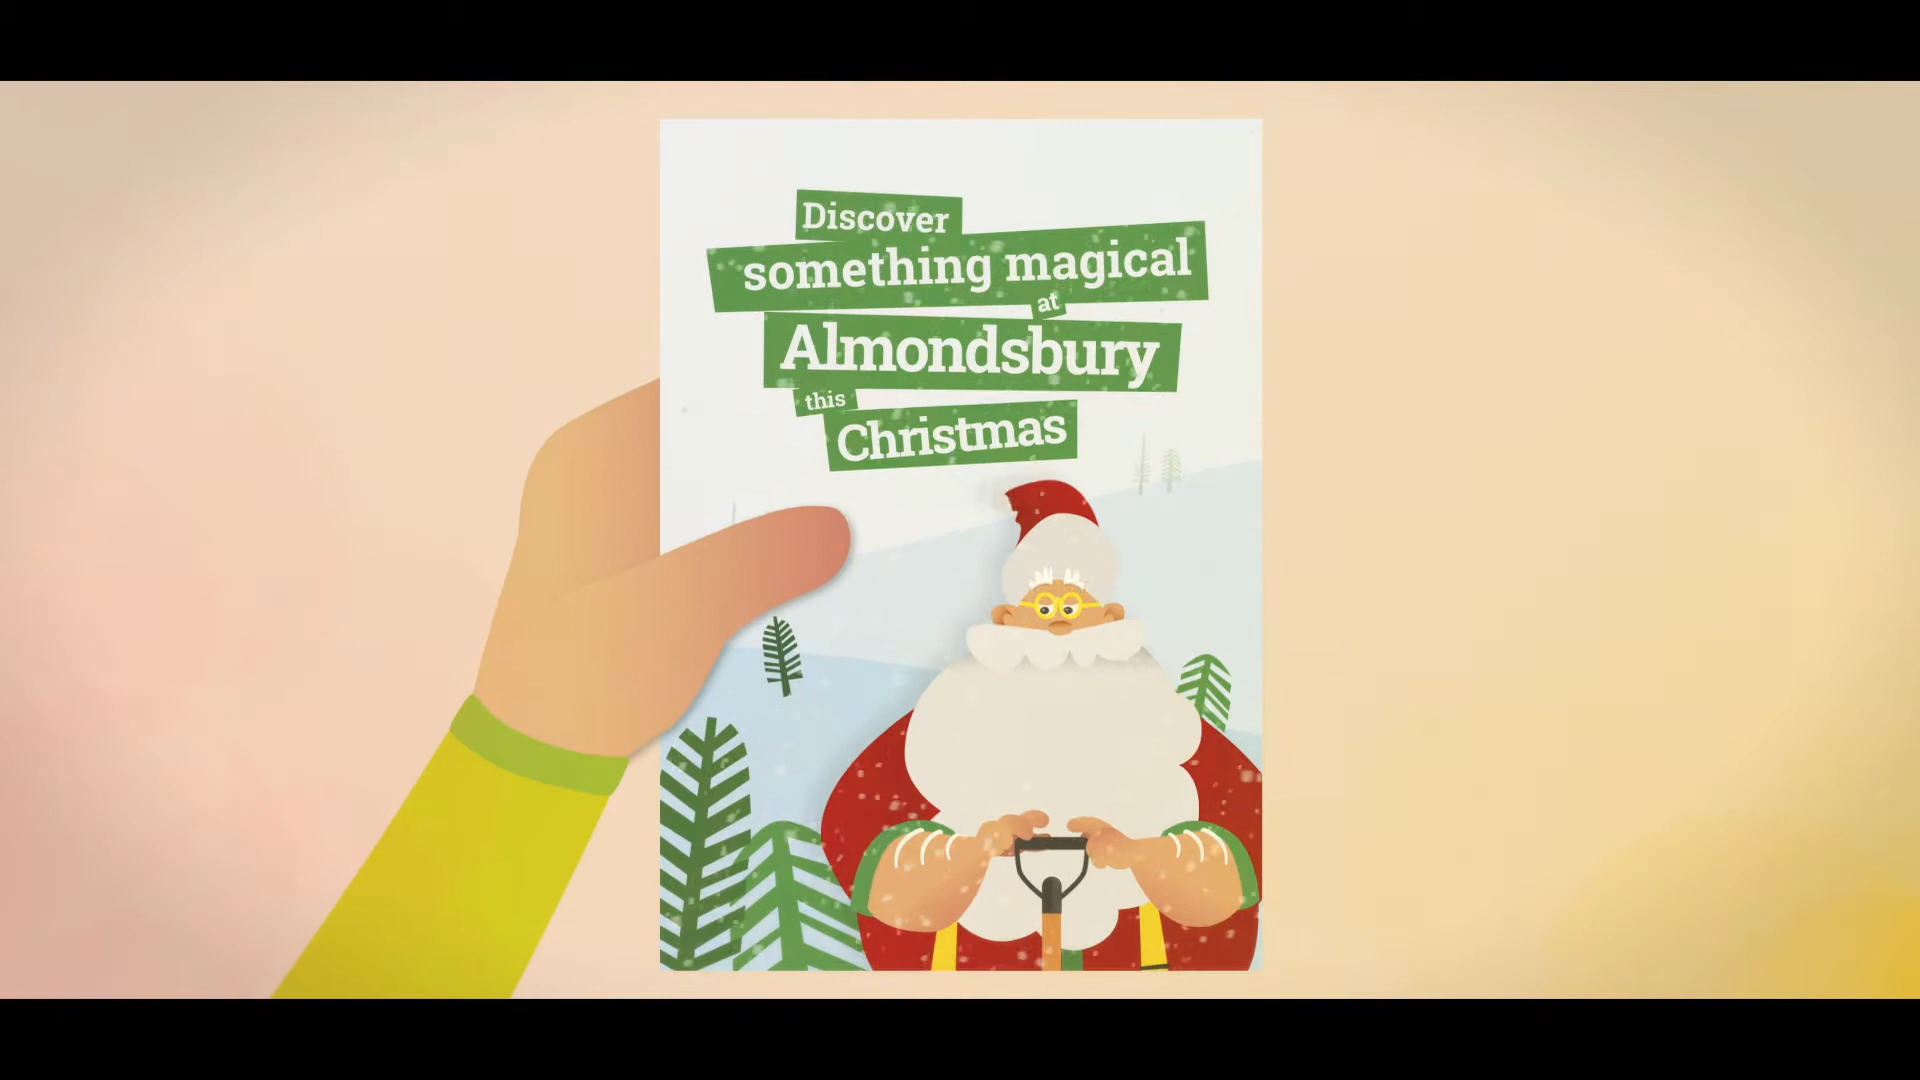 Discover
something magical
at
Almondsbury
this
Christmas